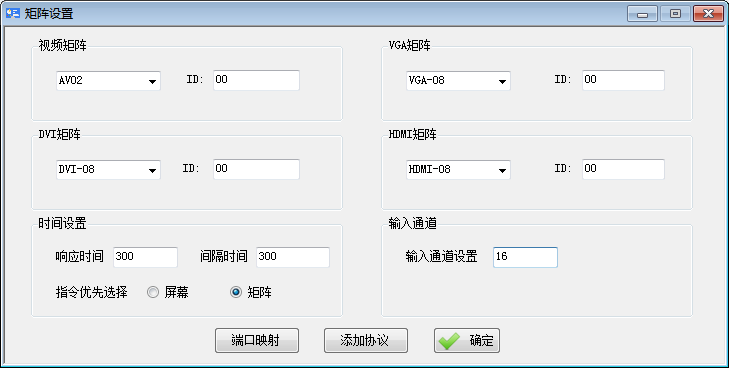 矩阵设置
视频矩阵
AV02 ID: 00
VGA矩阵
VGA-08 ID: 00
DVI矩阵
DVI-08 ID: 00
HDMI矩阵
HDMI-08 ID: 00
时间设置
响应时间 300 间隔时间 300
指令优先选择 屏幕 矩阵
输入通道
输入通道设置 16
端口映射 添加协议 确定